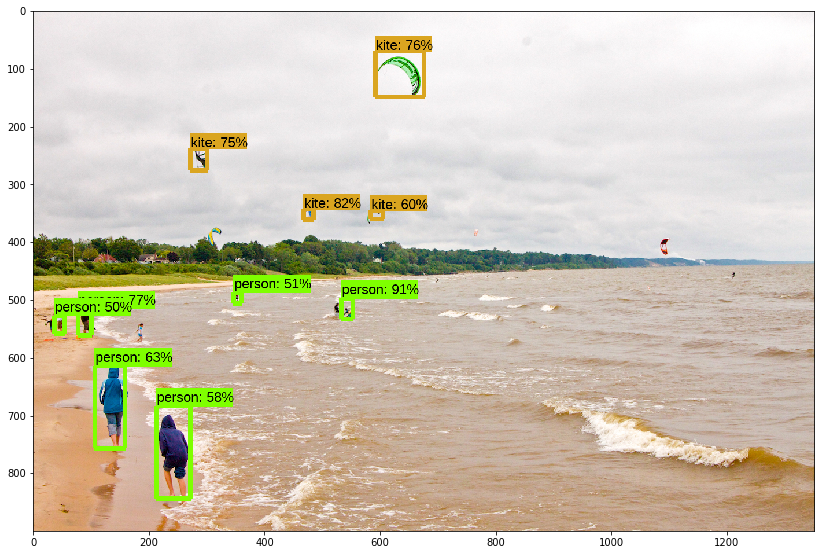 0
100
200
300
400
500
600
700
800
0
200
400
600
800
1000
1200
kite: 76%
kite: 75%
kite: 82%
kite: 60%
person: 51%
person: 91%
77%
person: 50%
person: 63%
person: 58%